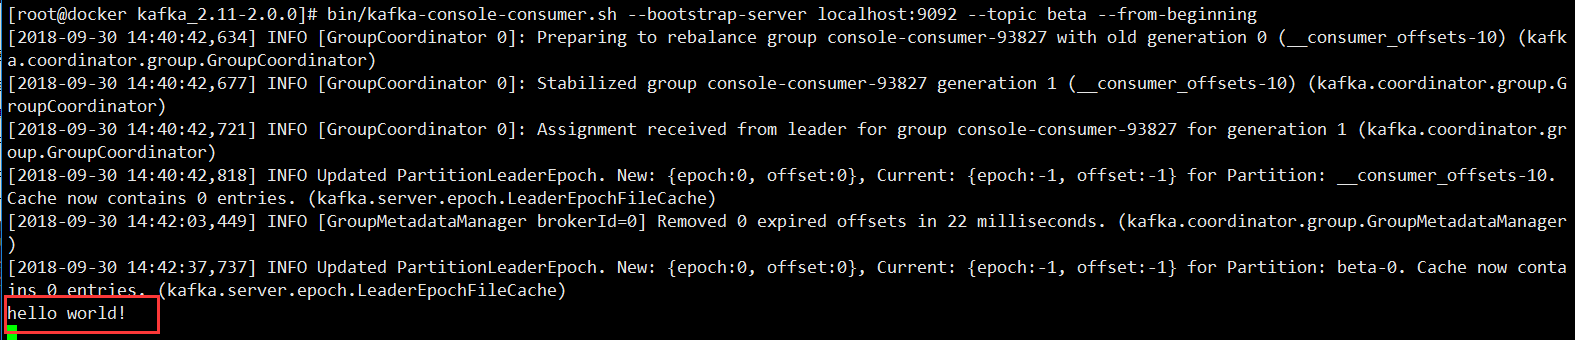 [root@docker kafka_2.11-2.0.0]# bin/kafka-console-consumer.sh --bootstrap-server localhost:9092 --topic beta --from-beginning
[2018-09-30 14:40:42,634] INFO [GroupCoordinator 0]: Preparing to rebalance group console-consumer-93827 with old generation 0 (__consumer_offsets-10) (kafk
a.coordinator.group.GroupCoordinator)
[2018-09-30 14:40:42,677] INFO [GroupCoordinator 0]: Stabilized group console-consumer-93827 generation 1 (__consumer_offsets-10) (kafka.coordinator.group.G
roupCoordinator)
[2018-09-30 14:40:42,721] INFO [GroupCoordinator 0]: Assignment received from leader for group console-consumer-93827 for generation 1 (kafka.coordinator.gr
oup.GroupCoordinator)
[2018-09-30 14:40:42,818] INFO Updated PartitionLeaderEpoch. New: {epoch:0, offset:0}, Current: {epoch:-1, offset:-1} for Partition: __consumer_offsets-10.
Cache now contains 0 entries. (kafka.server.epoch.LeaderEpochFileCache)
[2018-09-30 14:42:03,449] INFO [GroupMetadataManager brokerId=0] Removed 0 expired offsets in 22 milliseconds. (kafka.coordinator.group.GroupMetadataManager
)
[2018-09-30 14:42:37,737] INFO Updated PartitionLeaderEpoch. New: {epoch:0, offset:0}, Current: {epoch:-1, offset:-1} for Partition: beta-0. Cache now conta
ins 0 entries. (kafka.server.epoch.LeaderEpochFileCache)
hello world!